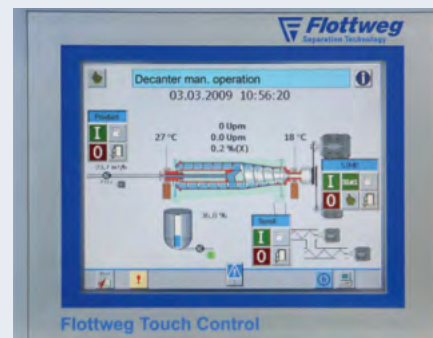 Flottweg
Separation Technology
Decanter man. operation
03.03.2009 10:56:20
Product
0 Upm
27 °C
0.0 Upm
18 °C
0.2 %(X)
36,0 %
Flottweg Touch Control